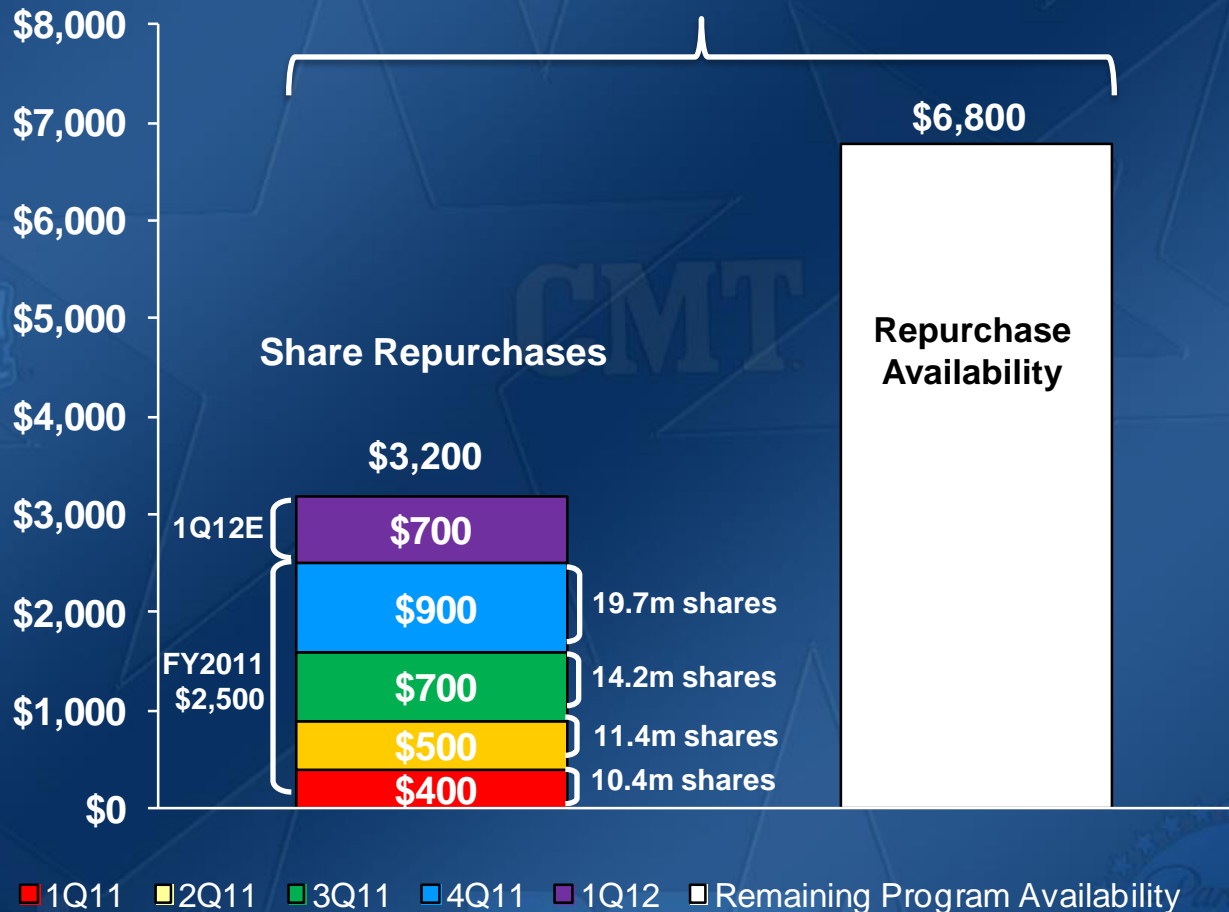 $8,000
$7,000
$6,000
$5,000
$4,000
$3,000
$2,000
$1,000
$0
$6,800
Repurchase
Availability
CMT
Share Repurchases
$3,200
1Q12E
$700
$900
19.7m shares
FY2011
$2,500
$700
14.2m shares
$500
11.4m shares
$400
10.4m shares
1Q11 2Q11 3Q11 4Q11 1Q12 Remaining Program Availability